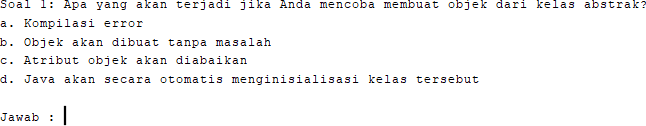 Soal 1: Apa yang akan terjadi jika Anda mencoba membuat objek dari kelas abstrak?
a. Kompilasi error
b. Objek akan dibuat tanpa masalah
c. Atribut objek akan diabaikan
d. Java akan secara otomatis menginisialisasi kelas tersebut
Jawab :